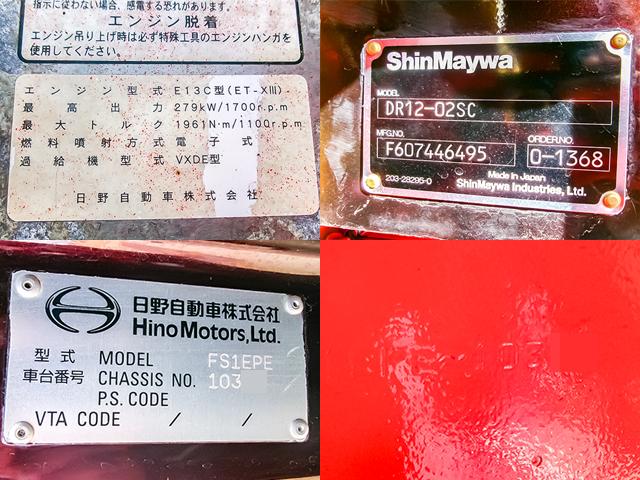 指示に従わない場合、感電する恐れがあります。
エンジン脱着
エンジン吊り上げ時は必ず特殊工具のエンジンハンガを
使用してください。
エンジン型式 E13C型(ET-XⅢ)
最高出力 279kW/1700r.p.m
最大トルク 1961N·m/1100r.p.m
燃料噴射方式 電子式
過給機型式 VXDE型
日野自動車株式会社
ShinMaywa
MODEL
DR12-02SC
MFG.NO. ORDER.NO.
F607446495 0-1368
Made in Japan
203-28295-0 ShinMaywa Industries, Ltd.
日野自動車株式会社
Hino Motors, Ltd.
型式 MODEL FS1EPE
車台番号 CHASSIS NO. 103
P.S. CODE
VTA CODE / /